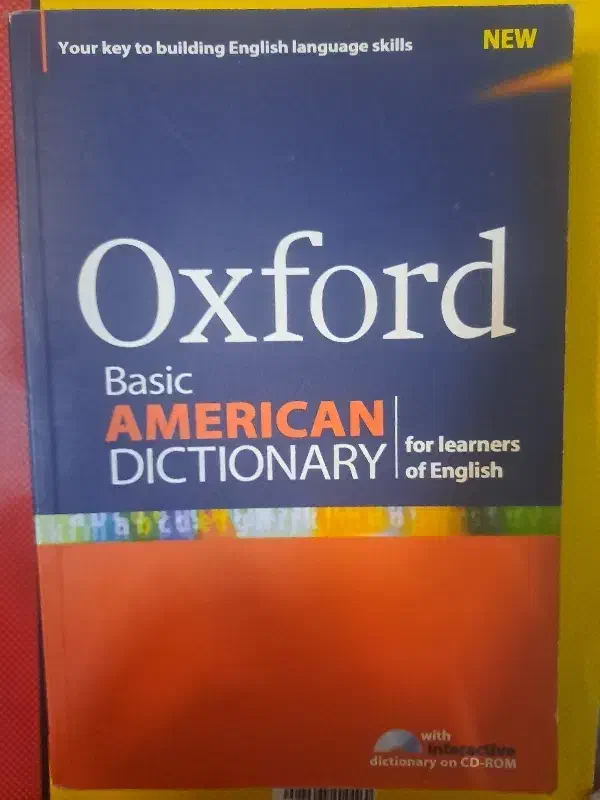 Your key to building English language skills
NEW
Oxford
Basic
AMERICAN
DICTIONARY
for learners
of English
with
interactive
dictionary on CD-ROM